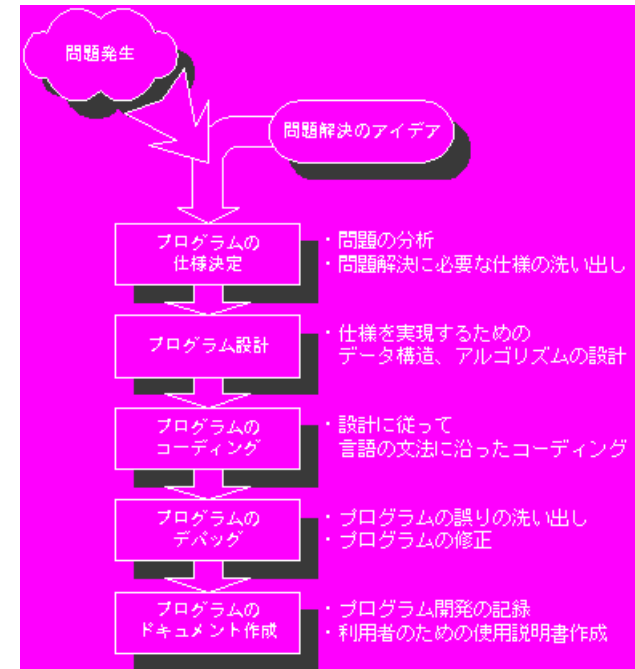 問題発生
問題解決のアイデア
プログラムの
仕様決定
・問題の分析
・問題解決に必要な仕様の洗い出し
プログラム設計
・仕様を実現するための
データ構造、アルゴリズムの設計
プログラムの
コーディング
・設計に従って
言語の文法に沿ったコーディング
プログラムの
デバッグ
・プログラムの誤りの洗い出し
・プログラムの修正
プログラムの
ドキュメント作成
・プログラム開発の記録
・利用者のための使用説明書作成